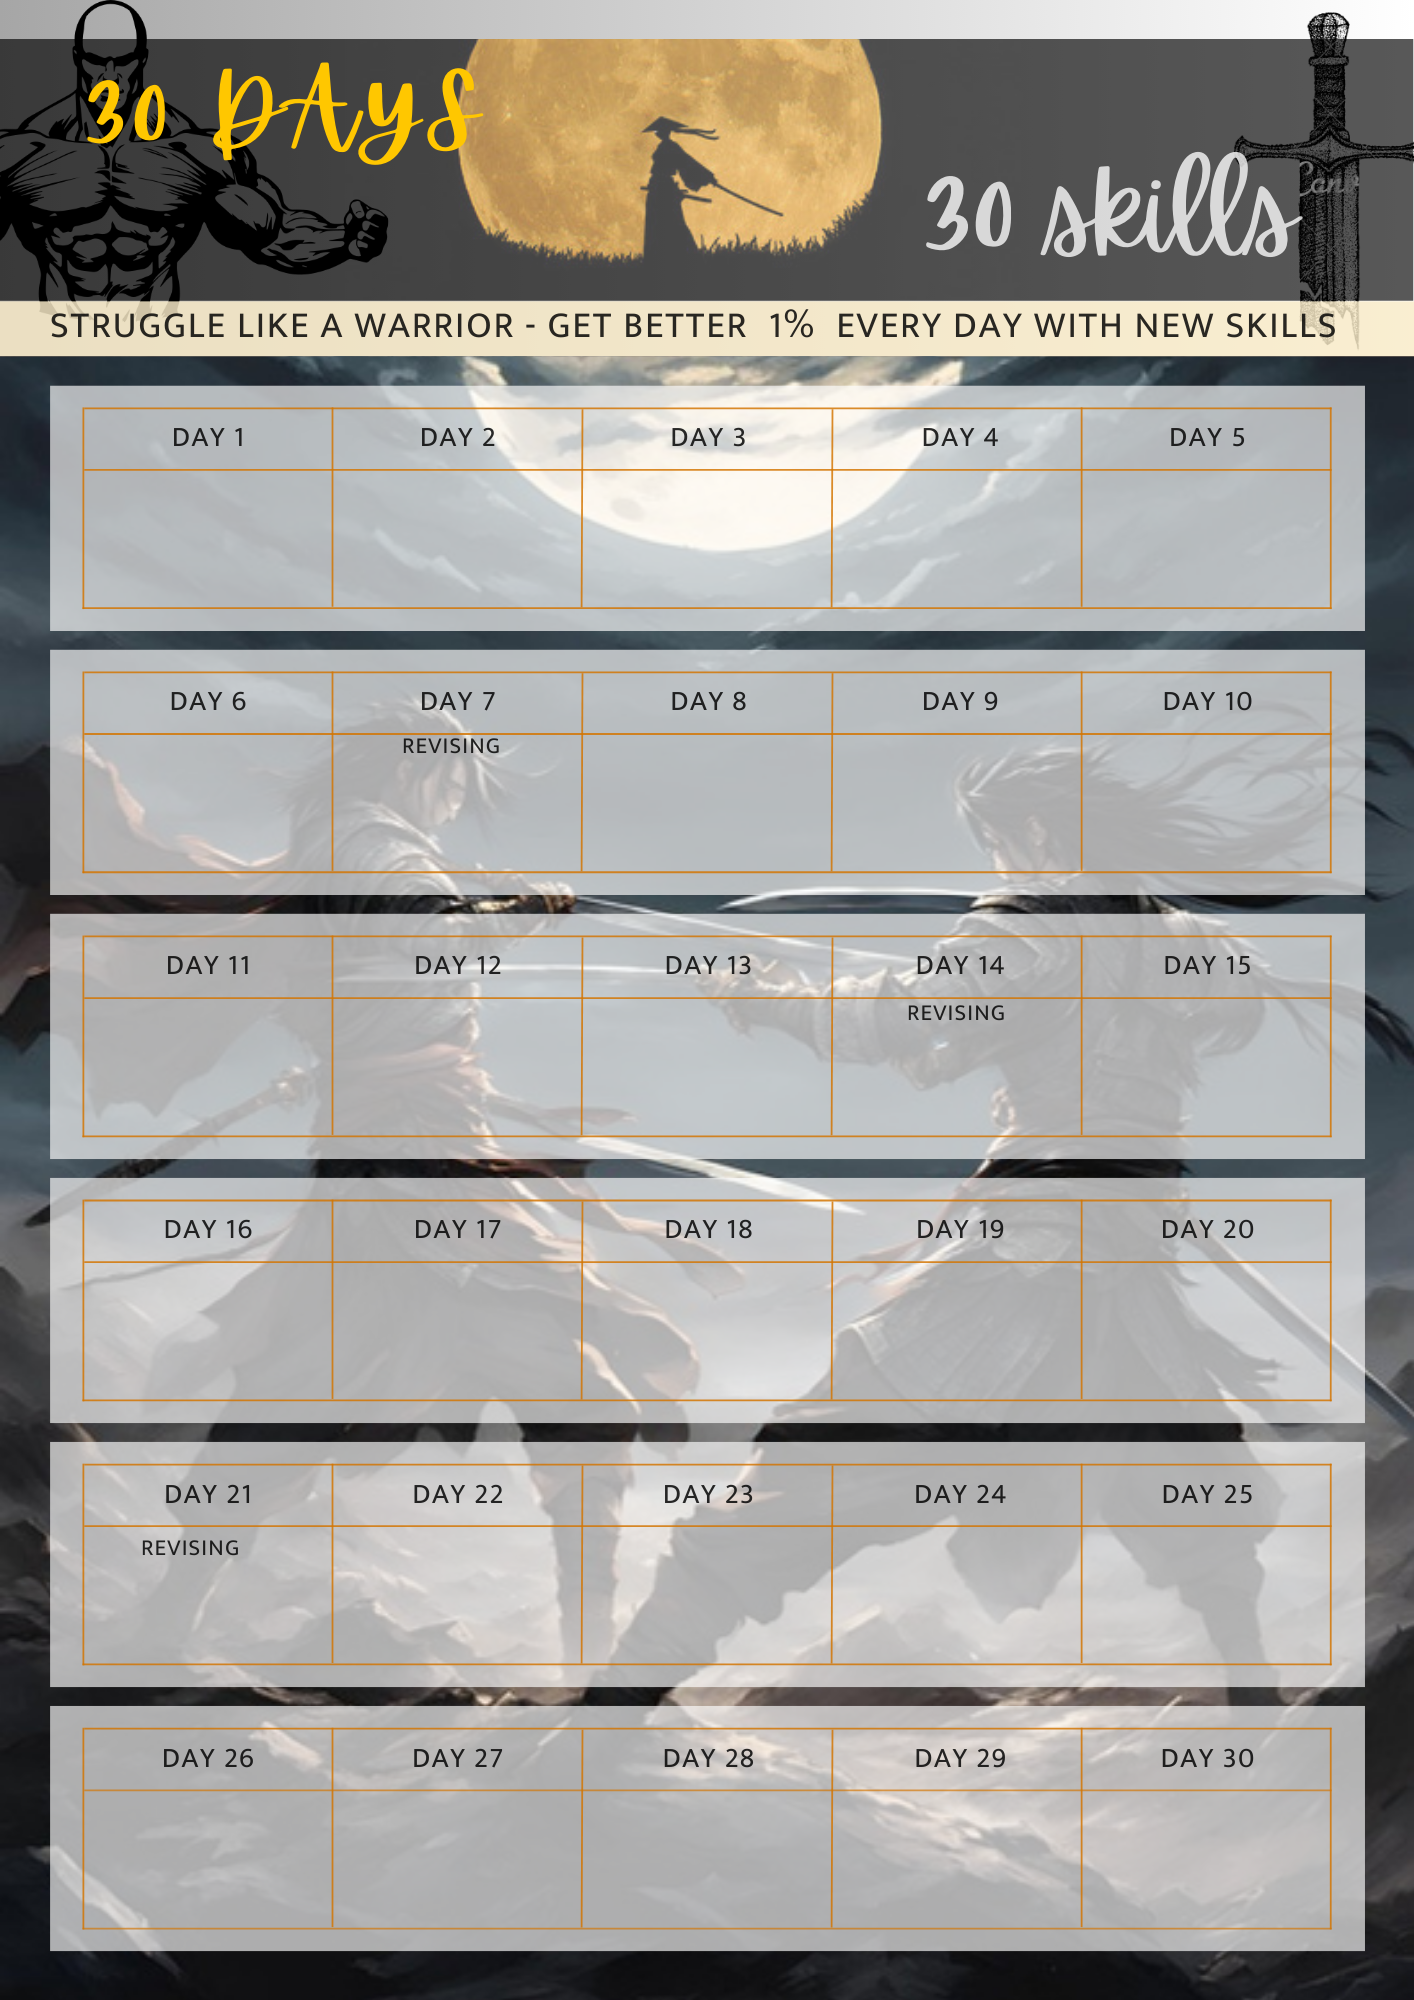 30 DAYS
30 skills
Canv
STRUGGLE LIKE A WARRIOR - GET BETTER 1% EVERY DAY WITH NEW SKILLS
DAY 1 DAY 2 DAY 3 DAY 4 DAY 5
DAY 6 DAY 7 DAY 8 DAY 9 DAY 10
REVISING
DAY 11 DAY 12 DAY 13 DAY 14 DAY 15
REVISING
DAY 16 DAY 17 DAY 18 DAY 19 DAY 20
DAY 21 DAY 22 DAY 23 DAY 24 DAY 25
REVISING
DAY 26 DAY 27 DAY 28 DAY 29 DAY 30